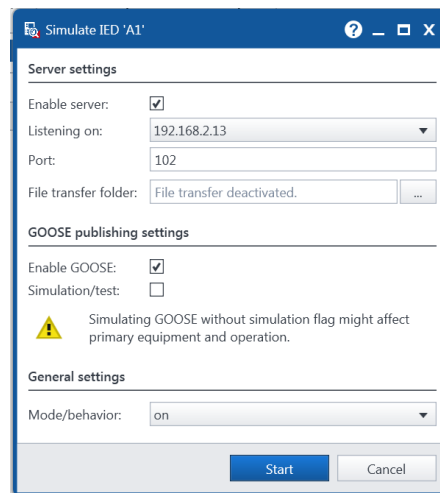 Simulate IED 'A1'
Server settings
Enable server:
Listening on: 192.168.2.13
Port: 102
File transfer folder: File transfer deactivated. ...
GOOSE publishing settings
Enable GOOSE:
Simulation/test:
Simulating GOOSE without simulation flag might affect
primary equipment and operation.
General settings
Mode/behavior: on
Start Cancel